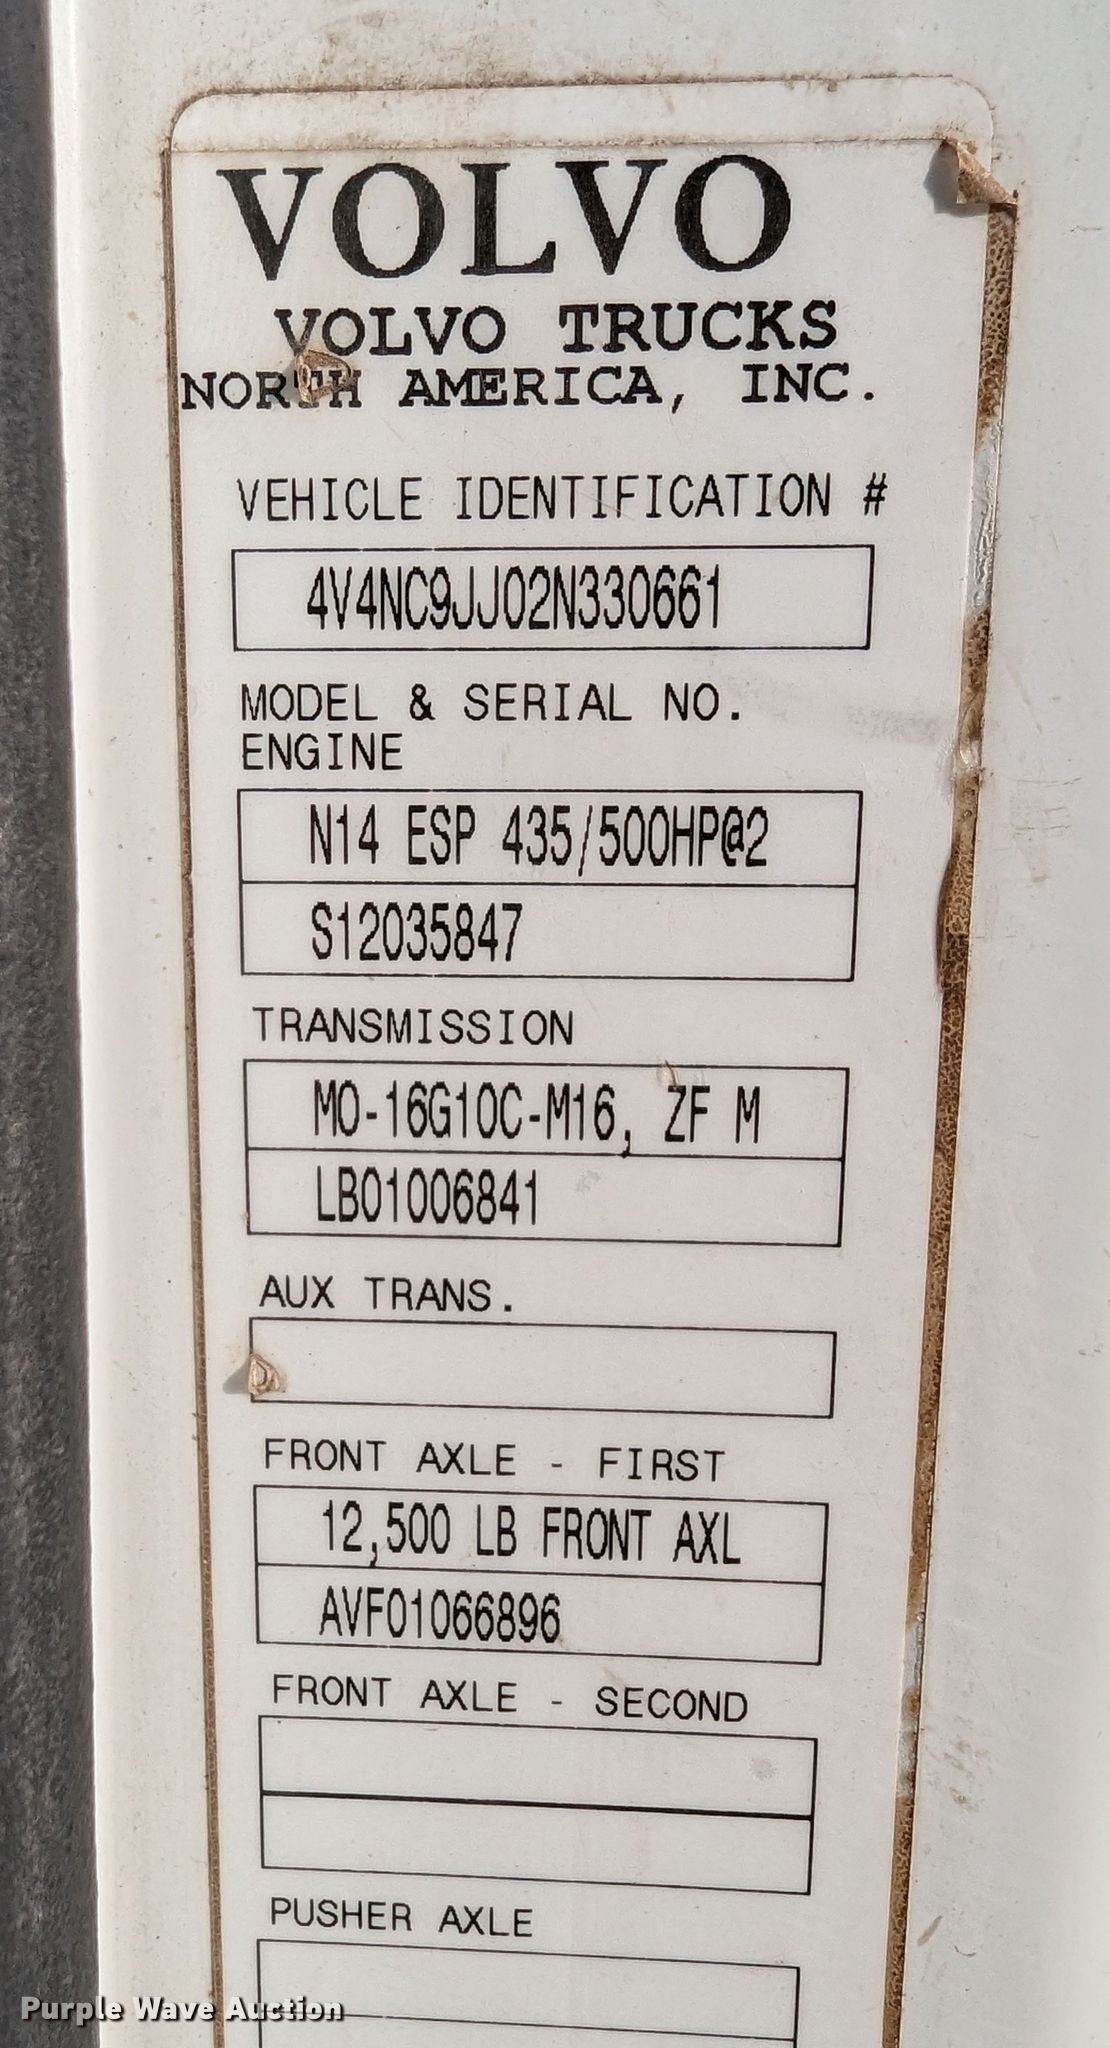 VOLVO
VOLVO TRUCKS
NORTH AMERICA, INC.
VEHICLE IDENTIFICATION #
4V4NC9JJ02N330661
MODEL & SERIAL NO.
ENGINE
N14 ESP 435/500HP@2
S12035847
TRANSMISSION
MO-16G10C-M16, ZF M
LB01006841
AUX TRANS.
FRONT AXLE - FIRST
12,500 LB FRONT AXL
AVF01066896
FRONT AXLE - SECOND
PUSHER AXLE
Purple Wave Auction